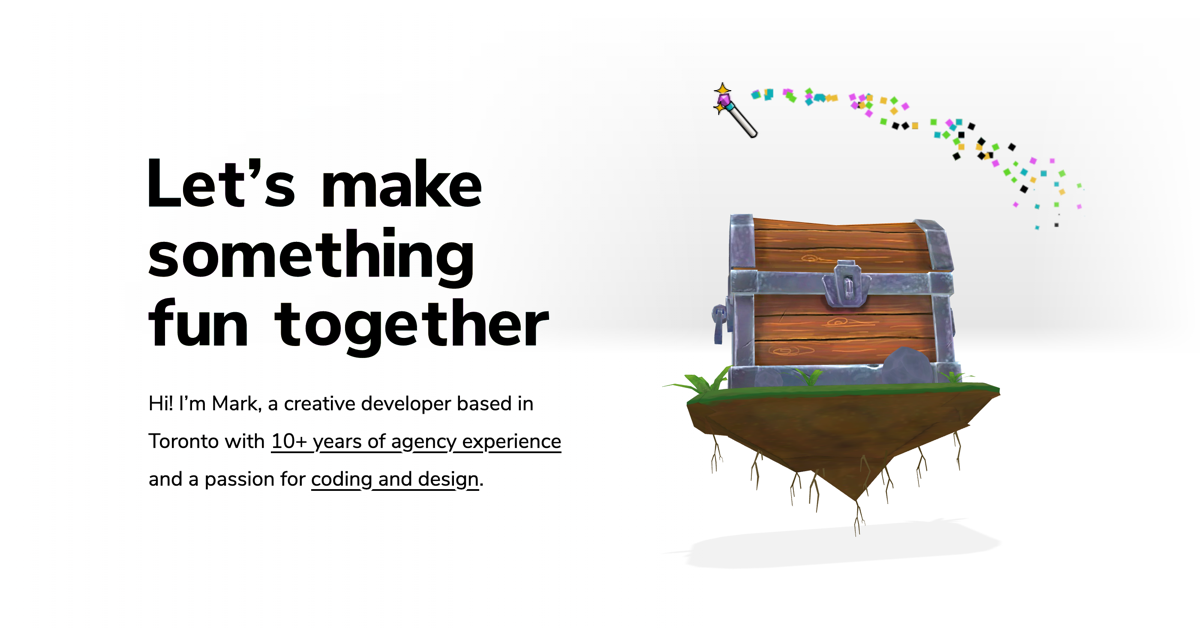 Let’s make
something
fun together
Hi! I’m Mark, a creative developer based in
Toronto with 10+ years of agency experience
and a passion for coding and design.